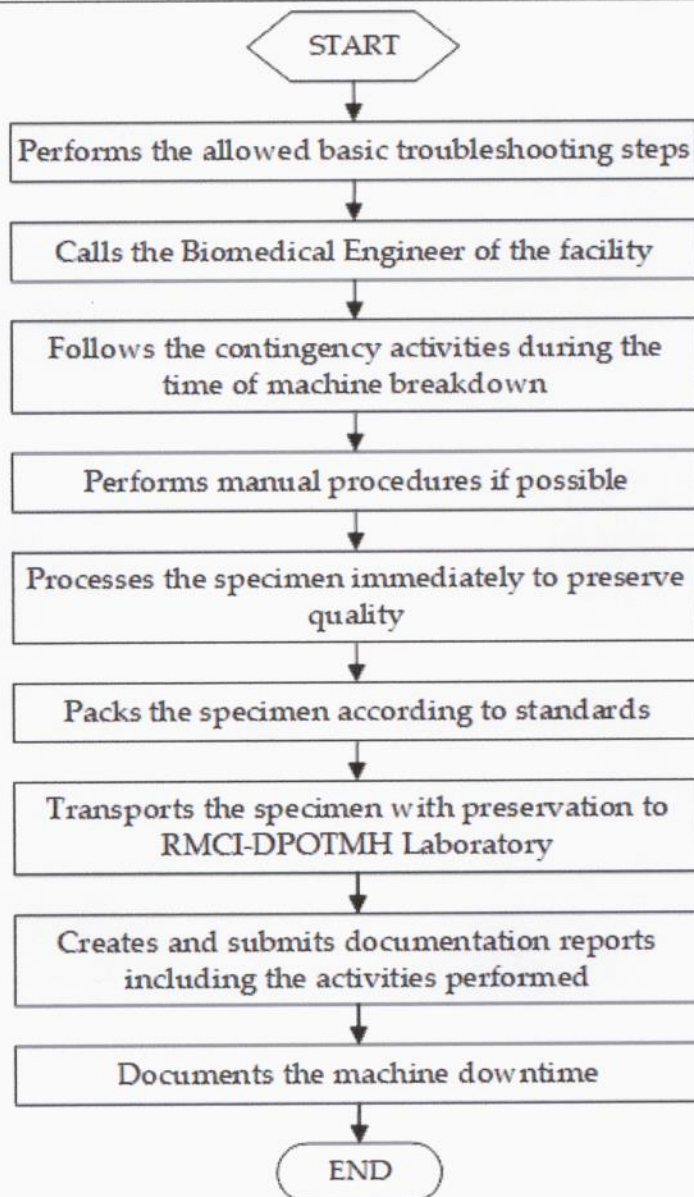 START
Performs the allowed basic troubleshooting steps
Calls the Biomedical Engineer of the facility
Follows the contingency activities during the
time of machine breakdown
Performs manual procedures if possible
Processes the specimen immediately to preserve
quality
Packs the specimen according to standards
Transports the specimen with preservation to
RMCI-DPOTMH Laboratory
Creates and submits documentation reports
including the activities performed
Documents the machine downtime
END